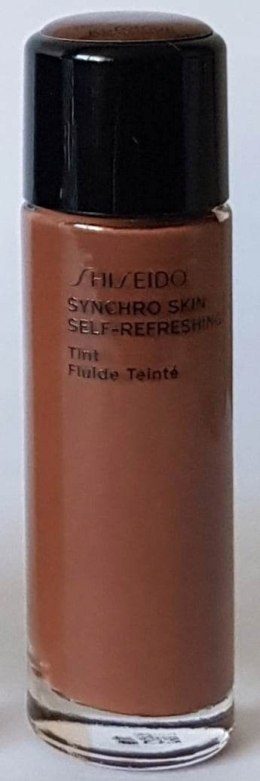 SHISEIDO
SYNCHRO SKIN
SELF-REFRESHING
Tint
Fluide Teinté